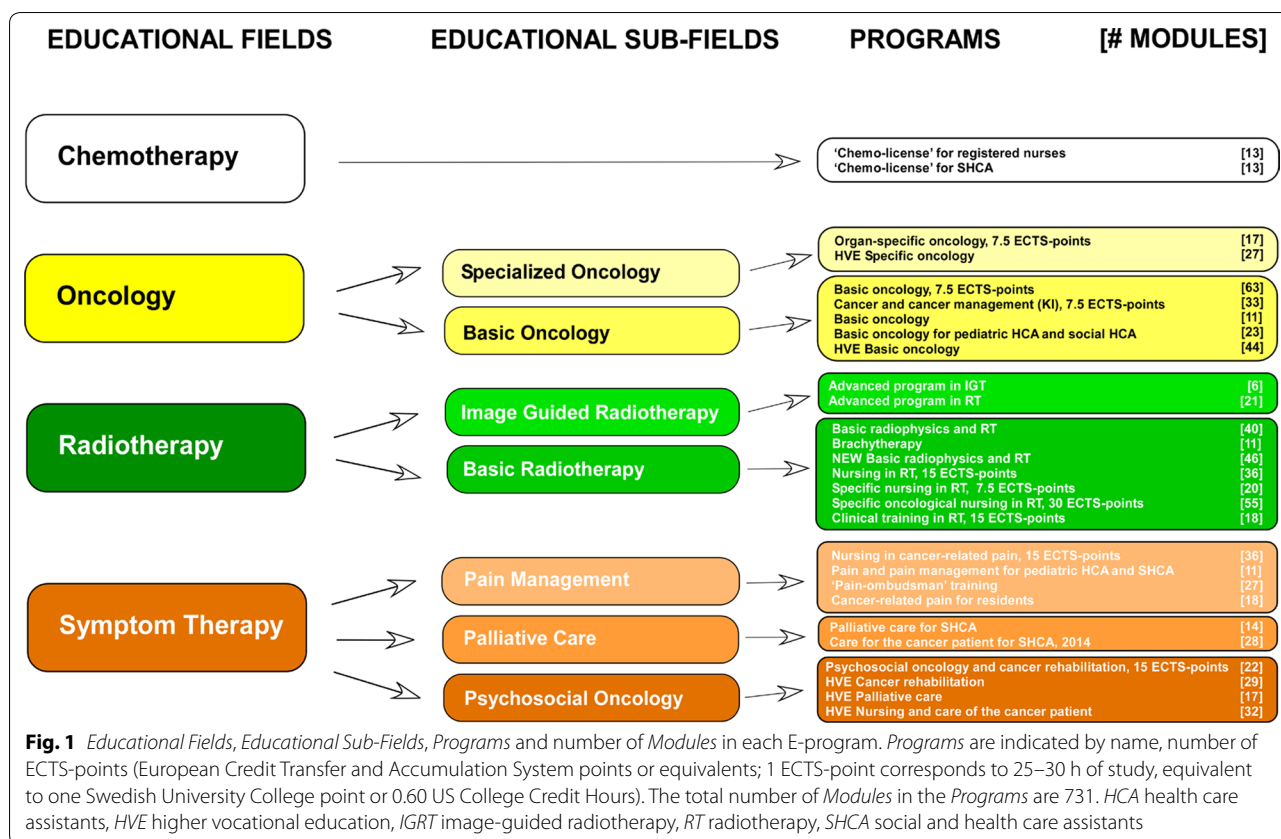 EDUCATIONAL FIELDS EDUCATIONAL SUB-FIELDS PROGRAMS [# MODULES]
Chemotherapy
'Chemo-license' for registered nurses [13]
'Chemo-license' for SHCA [13]
Oncology
Specialized Oncology
Organ-specific oncology, 7.5 ECTS-points [17]
HVE Specific oncology [27]
Basic Oncology
Basic oncology, 7.5 ECTS-points [63]
Cancer and cancer management (KI), 7.5 ECTS-points [33]
Basic oncology [11]
Basic oncology for pediatric HCA and social HCA [23]
HVE Basic oncology [44]
Radiotherapy
Image Guided Radiotherapy
Advanced program in IGT [6]
Advanced program in RT [21]
Basic Radiotherapy
Basic radiophysics and RT [40]
Brachytherapy [11]
NEW Basic radiophysics and RT [46]
Nursing in RT, 15 ECTS-points [36]
Specific nursing in RT, 7.5 ECTS-points [20]
Specific oncological nursing in RT, 30 ECTS-points [55]
Clinical training in RT, 15 ECTS-points [18]
Symptom Therapy
Pain Management
Nursing in cancer-related pain, 15 ECTS-points [36]
Pain and pain management for pediatric HCA and SHCA [11]
'Pain-ombudsman' training [27]
Cancer-related pain for residents [18]
Palliative Care
Palliative care for SHCA [14]
Care for the cancer patient for SHCA, 2014 [28]
Psychosocial Oncology
Psychosocial oncology and cancer rehabilitation, 15 ECTS-points [22]
HVE Cancer rehabilitation [29]
HVE Palliative care [17]
HVE Nursing and care of the cancer patient [32]
Fig. 1 Educational Fields, Educational Sub-Fields, Programs and number of Modules in each E-program. Programs are indicated by name, number of
ECTS-points (European Credit Transfer and Accumulation System points or equivalents; 1 ECTS-point corresponds to 25–30 h of study, equivalent
to one Swedish University College point or 0.60 US College Credit Hours). The total number of Modules in the Programs are 731. HCA health care
assistants, HVE higher vocational education, IGRT image-guided radiotherapy, RT radiotherapy, SHCA social and health care assistants